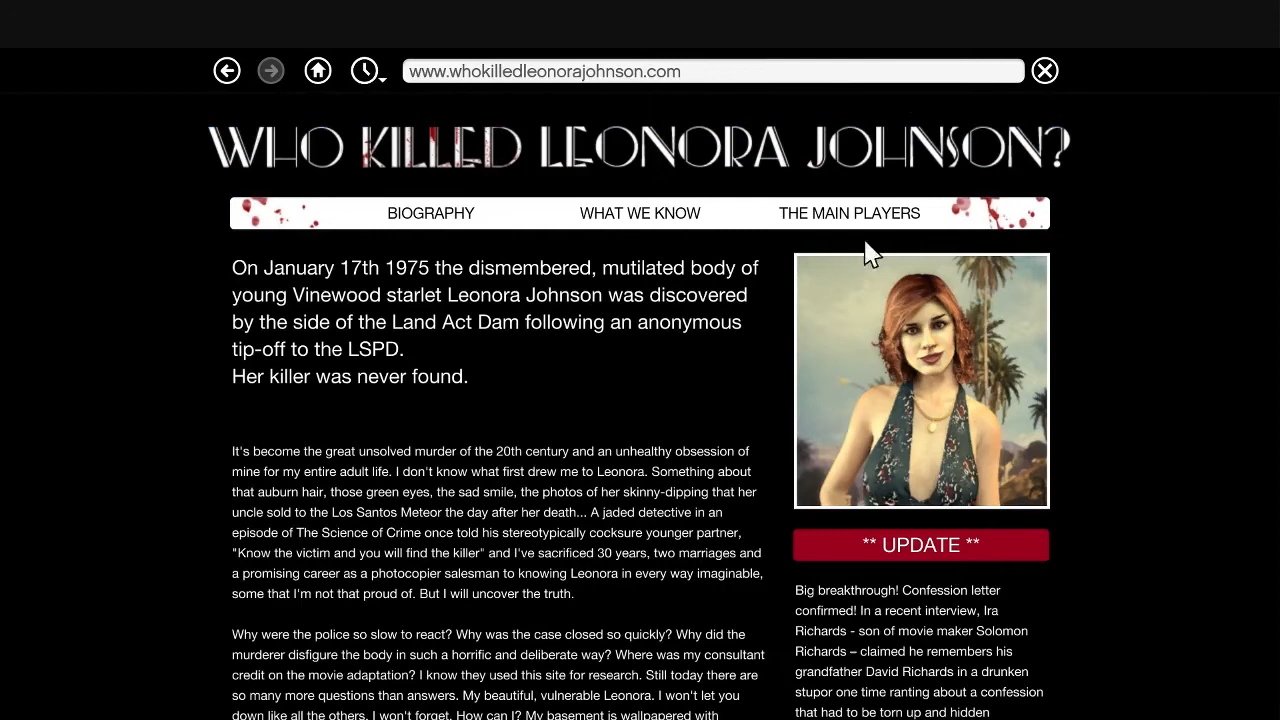 www.whokilledleonorajohnson.com
WHO KILLED LEONORA JOHNSON?
BIOGRAPHY
WHAT WE KNOW
THE MAIN PLAYERS
On January 17th 1975 the dismembered, mutilated body of
young Vinewood starlet Leonora Johnson was discovered
by the side of the Land Act Dam following an anonymous
tip-off to the LSPD.
Her killer was never found.
It's become the great unsolved murder of the 20th century and an unhealthy obsession of
mine for my entire adult life. I don't know what first drew me to Leonora. Something about
that auburn hair, those green eyes, the sad smile, the photos of her skinny-dipping that her
uncle sold to the Los Santos Meteor the day after her death... A jaded detective in an
episode of The Science of Crime once told his stereotypically cocksure younger partner,
"Know the victim and you will find the killer" and I've sacrificed 30 years, two marriages and
a promising career as a photocopier salesman to knowing Leonora in every way imaginable,
some that I'm not that proud of. But I will uncover the truth.
Why were the police so slow to react? Why was the case closed so quickly? Why did the
murderer disfigure the body in such a horrific and deliberate way? Where was my consultant
credit on the movie adaptation? I know they used this site for research. Still today there are
so many more questions than answers. My beautiful, vulnerable Leonora. I won't let you
down like all the others. I won't forget. How can I? My basement is wallpapered with
** UPDATE **
Big breakthrough! Confession letter
confirmed! In a recent interview, Ira
Richards - son of movie maker Solomon
Richards – claimed he remembers his
grandfather David Richards in a drunken
stupor one time ranting about a confession
that had to be torn up and hidden